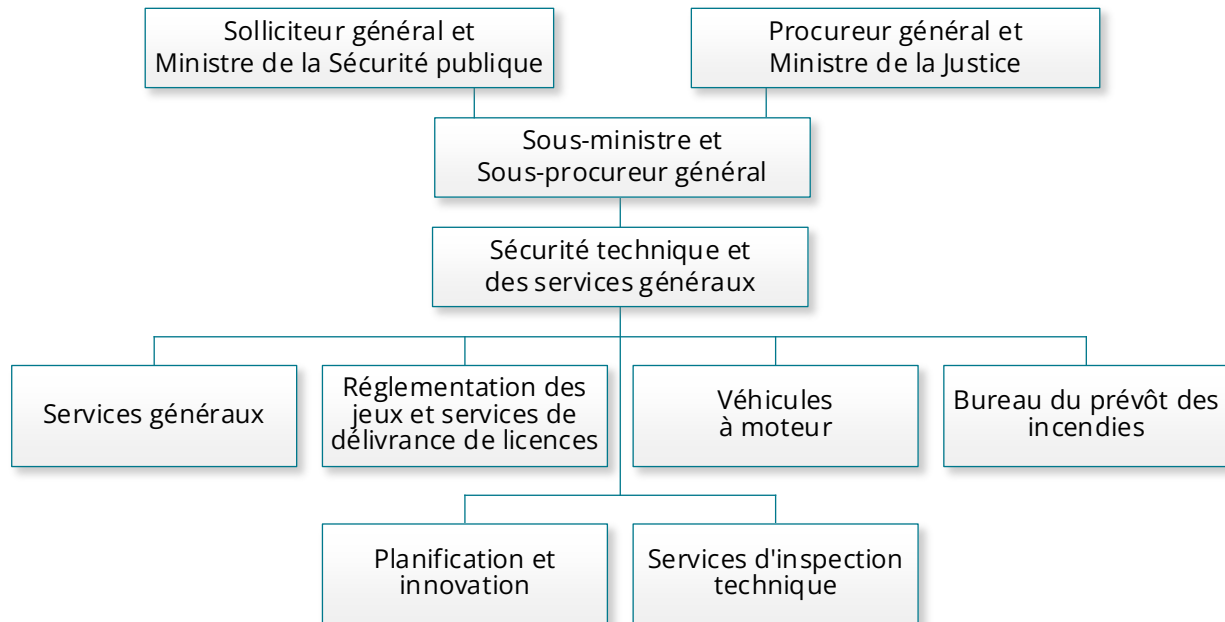 Solliciteur général et
Ministre de la Sécurité publique
Procureur général et
Ministre de la Justice
Sous-ministre et
Sous-procureur général
Sécurité technique et
des services généraux
Services généraux
Réglementation des
jeux et services de
délivrance de licences
Véhicules
à moteur
Bureau du prévôt des
incendies
Planification et
innovation
Services d'inspection
technique